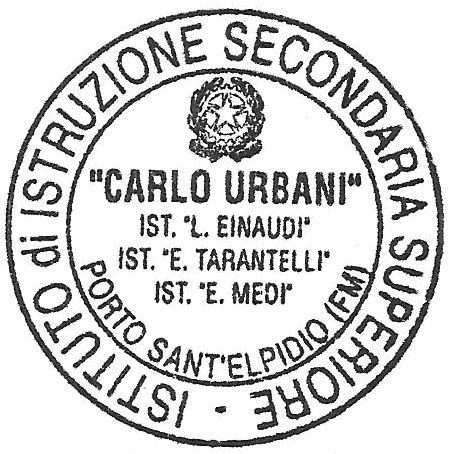 ISTITUTO di ISTRUZIONE SECONDARIA SUPERIORE -
"CARLO URBANI"
IST. "L. EINAUDI"
IST. "E. TARANTELLI"
IST. "E. MEDI"
PORTO SANT'ELPIDIO (FM)